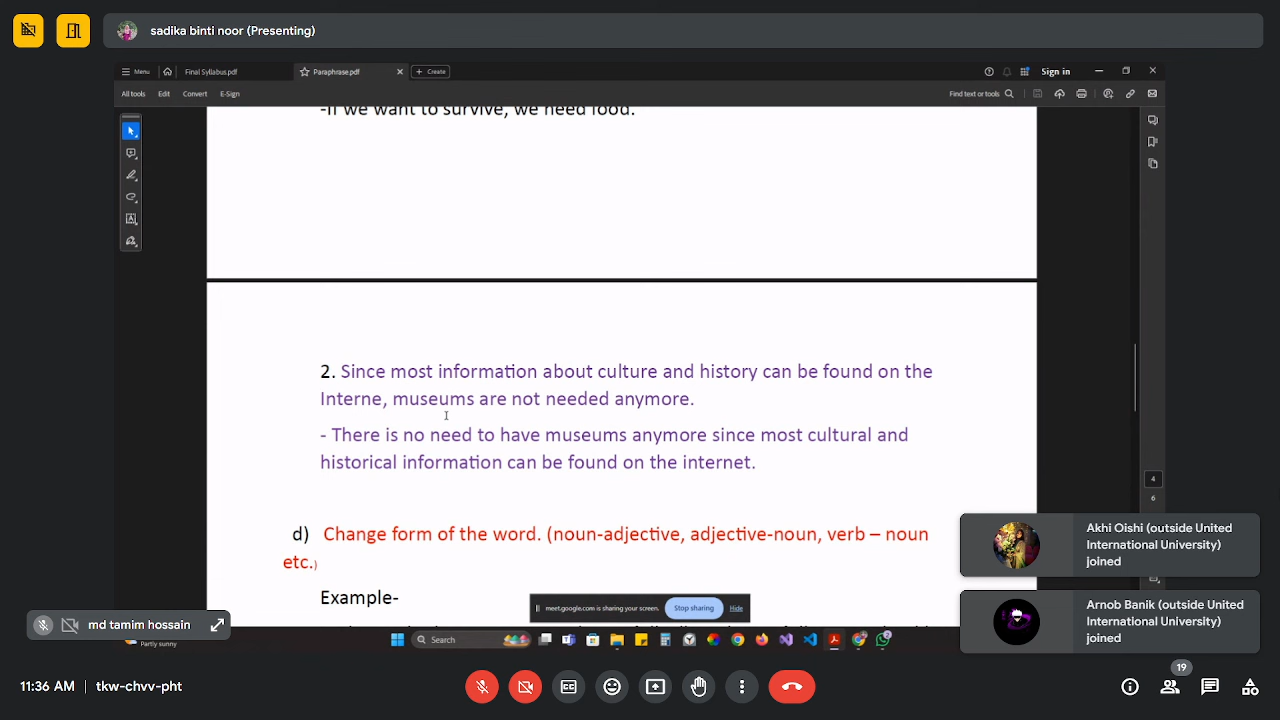 sadika binti noor (Presenting)
Menu
Final Syllabus.pdf
Paraphrase.pdf
Create
Sign in
All tools
Edit
Convert
E-Sign
Find text or tools
-If we want to survive, we need food.
2. Since most information about culture and history can be found on the
Interne, museums are not needed anymore.
- There is no need to have museums anymore since most cultural and
historical information can be found on the internet.
4
6
d) Change form of the word. (noun-adjective, adjective-noun, verb – noun
etc.)
Example-
meet.google.com is sharing your screen.
Stop sharing
Hide
Akhi Oishi (outside United
International University)
joined
Arnob Banik (outside United
International University)
joined
md tamim hossain
Partly sunny
Search
11:36 AM | tkw-chvv-pht
19